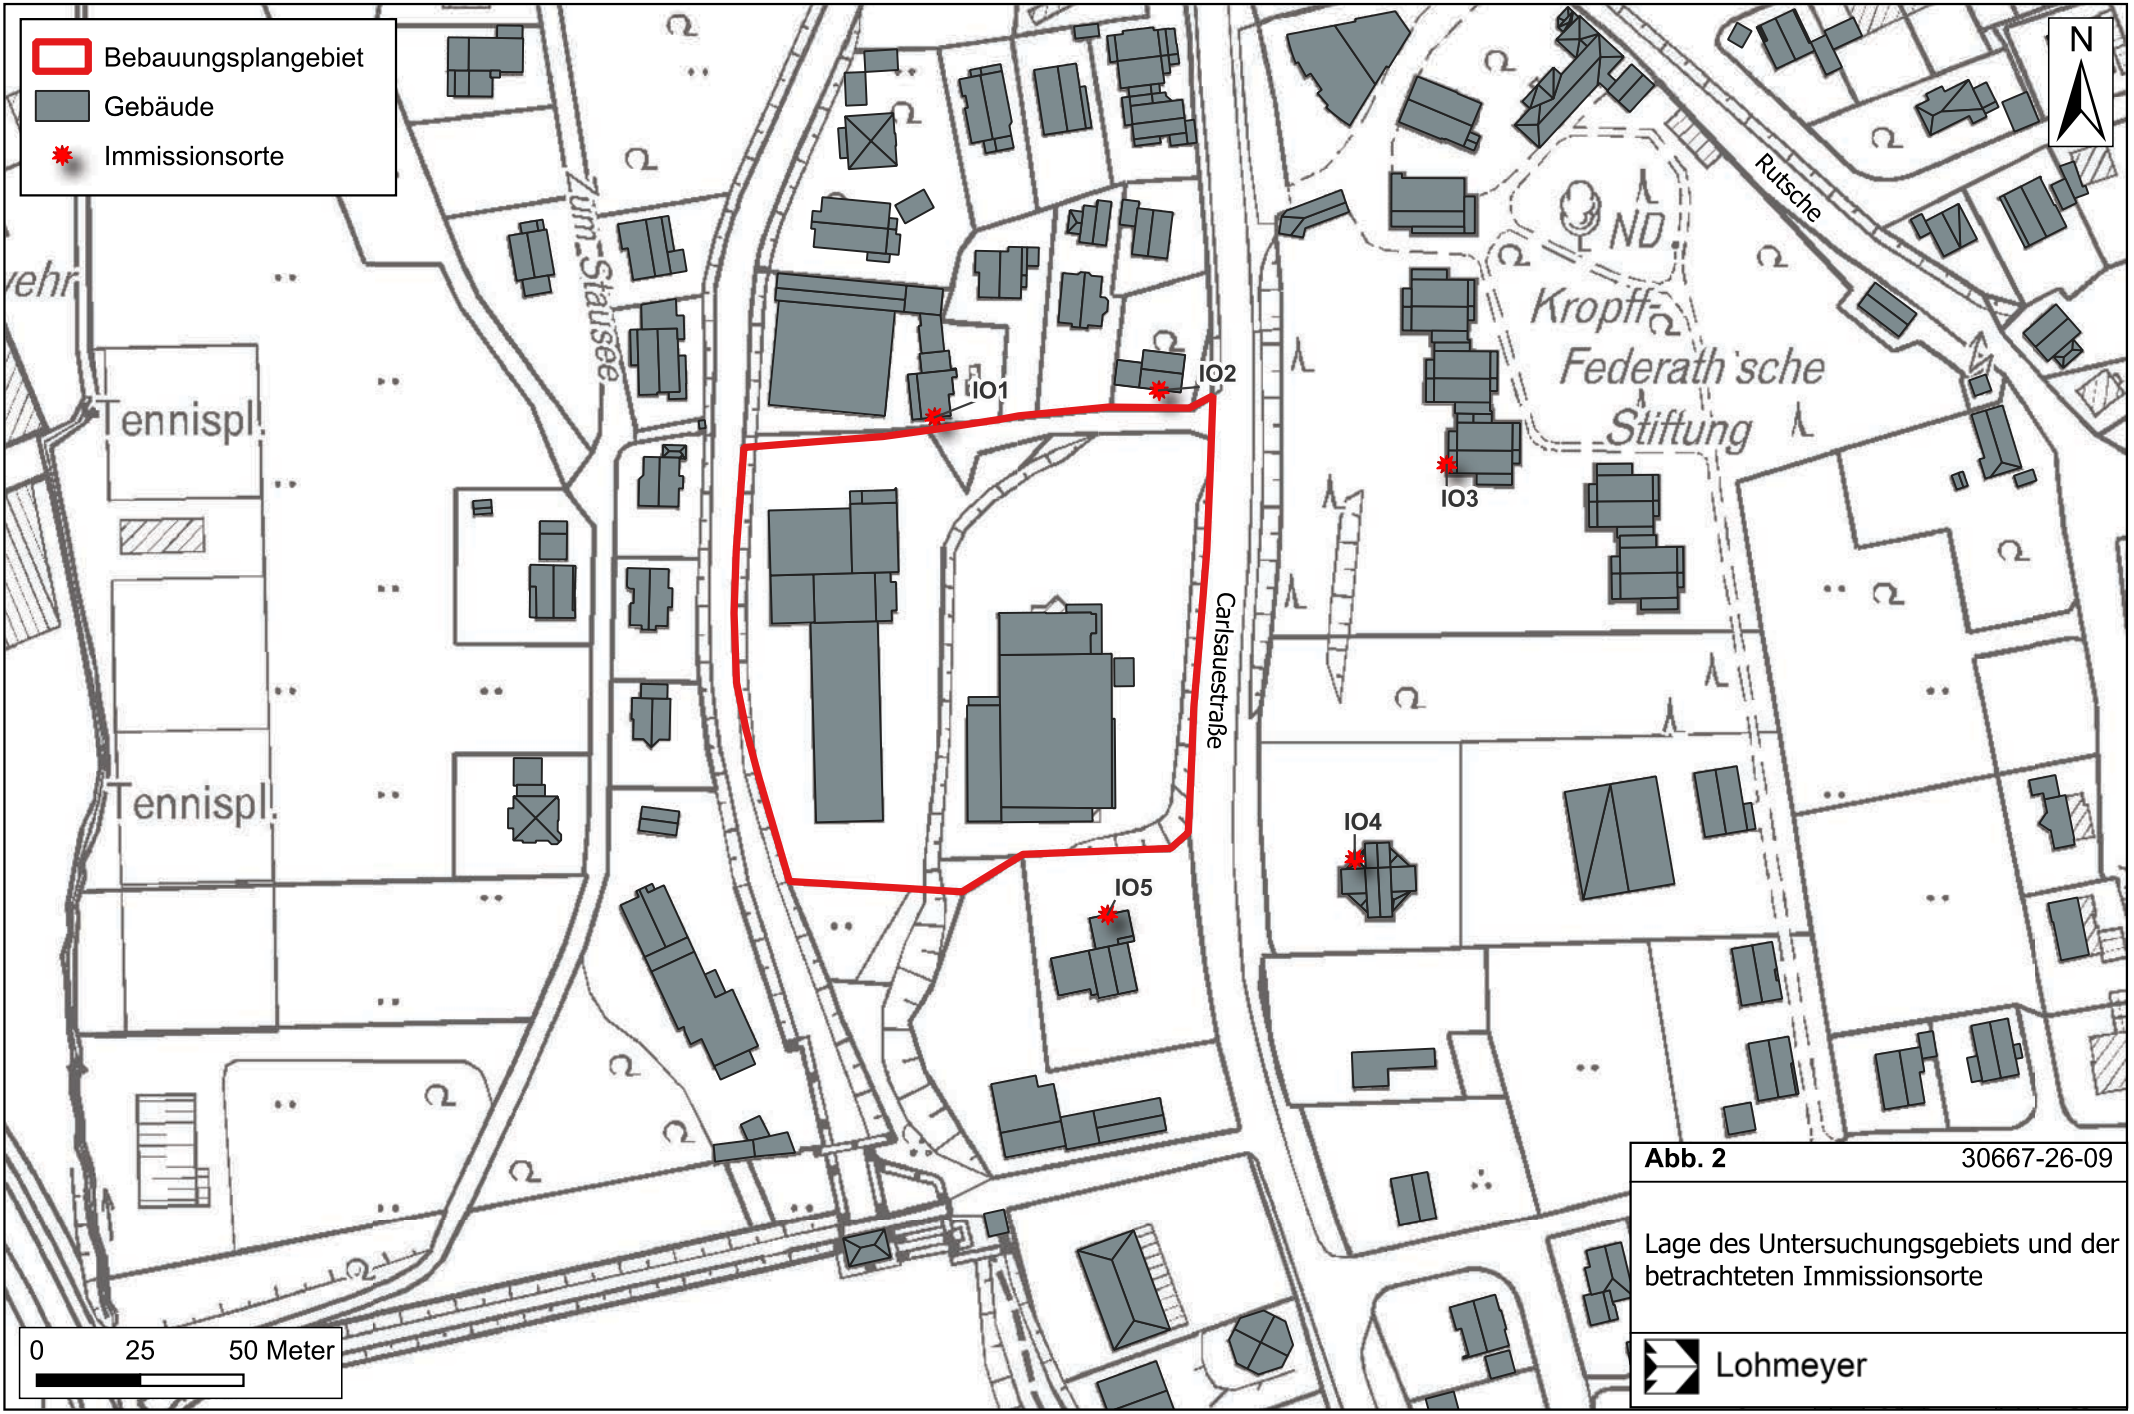 Bebauungsplangebiet
Gebäude
Immissionsorte
N
Rutsche
Zum Stausee
ND.
wehr
Kropff-
Federath'sche
Stiftung
IO1
IO2
Tennispl.
IO3
Carlsauestraße
Tennispl.
IO4
IO5
Abb. 2
30667-26-09
Lage des Untersuchungsgebiets und der
betrachteten Immissionsorte
0 25 50 Meter
Lohmeyer